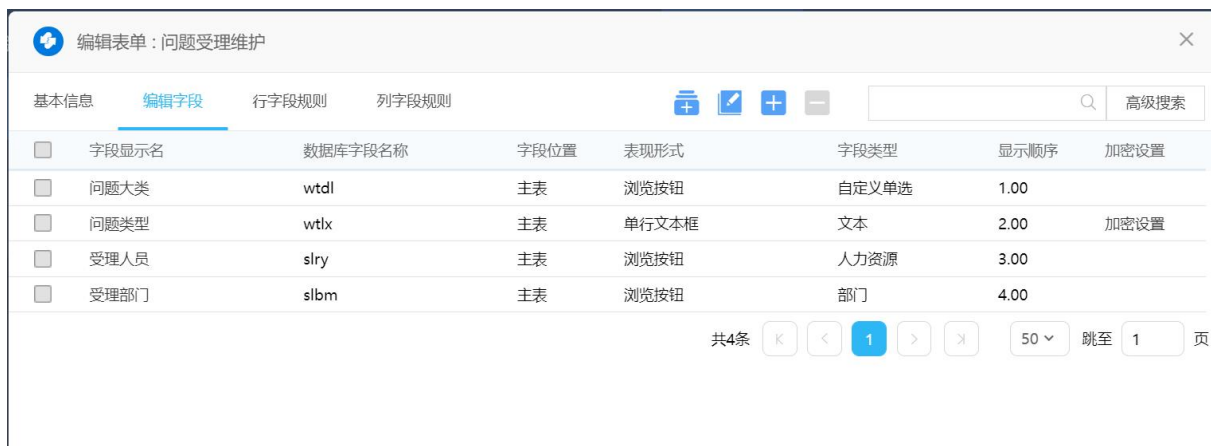 编辑表单 : 问题受理维护
基本信息 编辑字段 行字段规则 列字段规则 高级搜索
字段显示名 数据库字段名称 字段位置 表现形式 字段类型 显示顺序 加密设置
问题大类 wtdl 主表 浏览按钮 自定义单选 1.00
问题类型 wtlx 主表 单行文本框 文本 2.00 加密设置
受理人员 slry 主表 浏览按钮 人力资源 3.00
受理部门 slbm 主表 浏览按钮 部门 4.00
共4条 1 50 跳至 1 页